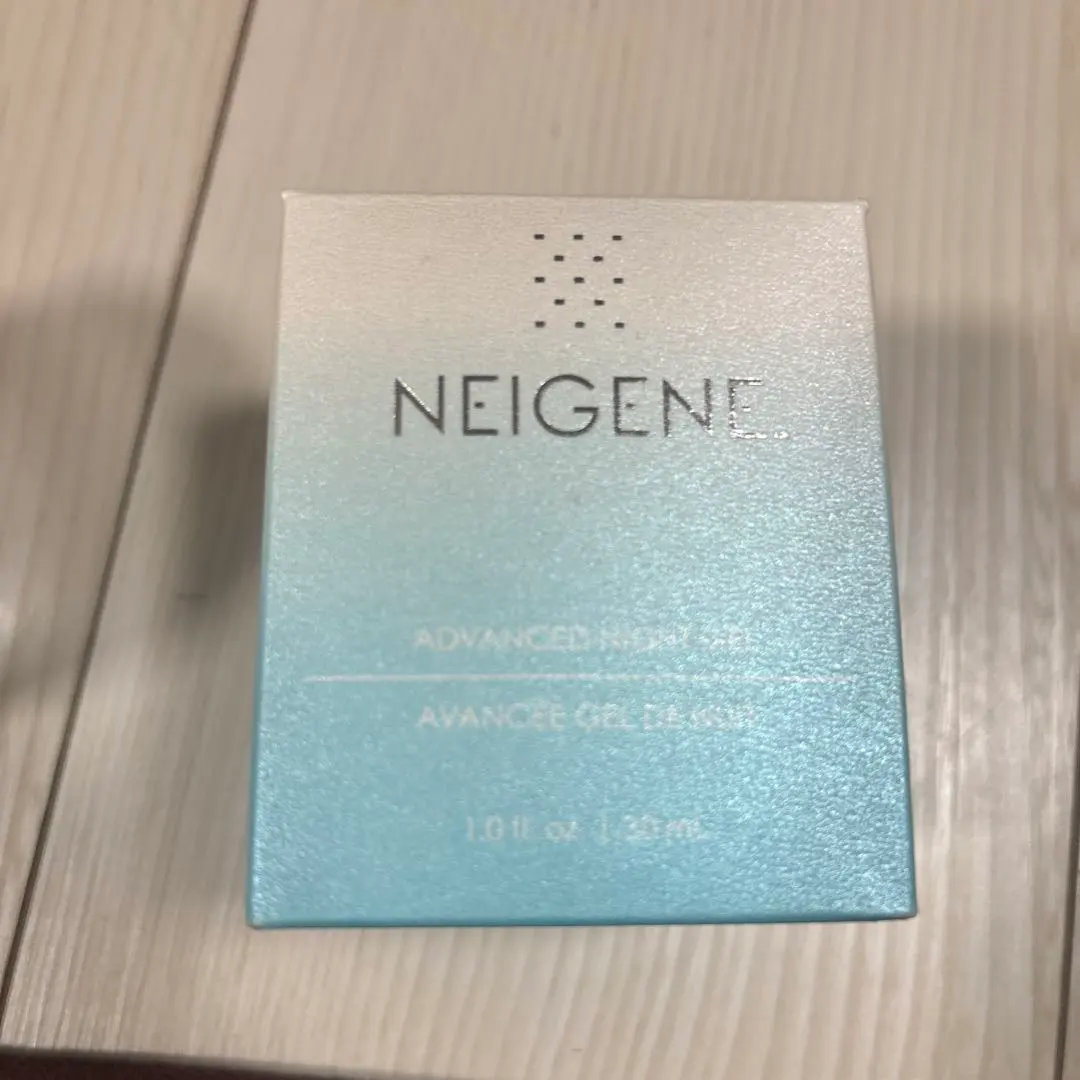 NEIGENE
ADVANCED NIGHT GEL
AVANCÉE GEL DE NUIT
1.0 fl oz | 30 mL